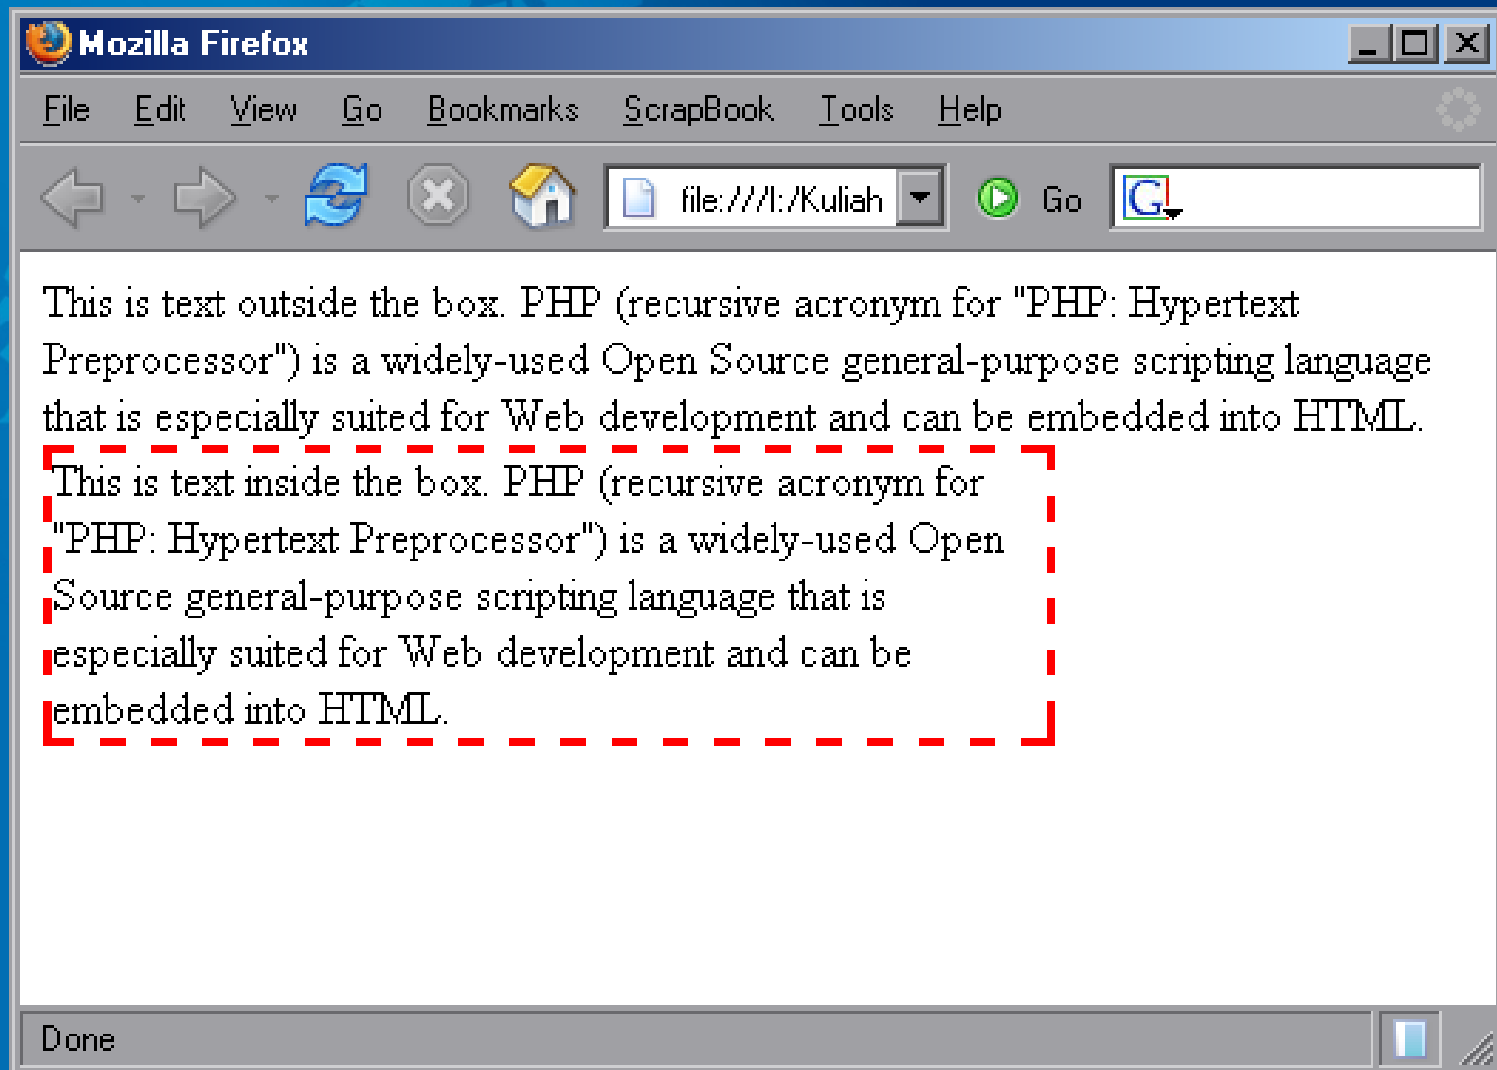 Mozilla Firefox
File Edit View Go Bookmarks ScrapBook Tools Help
file:///I:/Kuliah Go G
This is text outside the box. PHP (recursive acronym for "PHP: Hypertext
Preprocessor") is a widely-used Open Source general-purpose scripting language
that is especially suited for Web development and can be embedded into HTML.
This is text inside the box. PHP (recursive acronym for
"PHP: Hypertext Preprocessor") is a widely-used Open
Source general-purpose scripting language that is
especially suited for Web development and can be
embedded into HTML.
Done